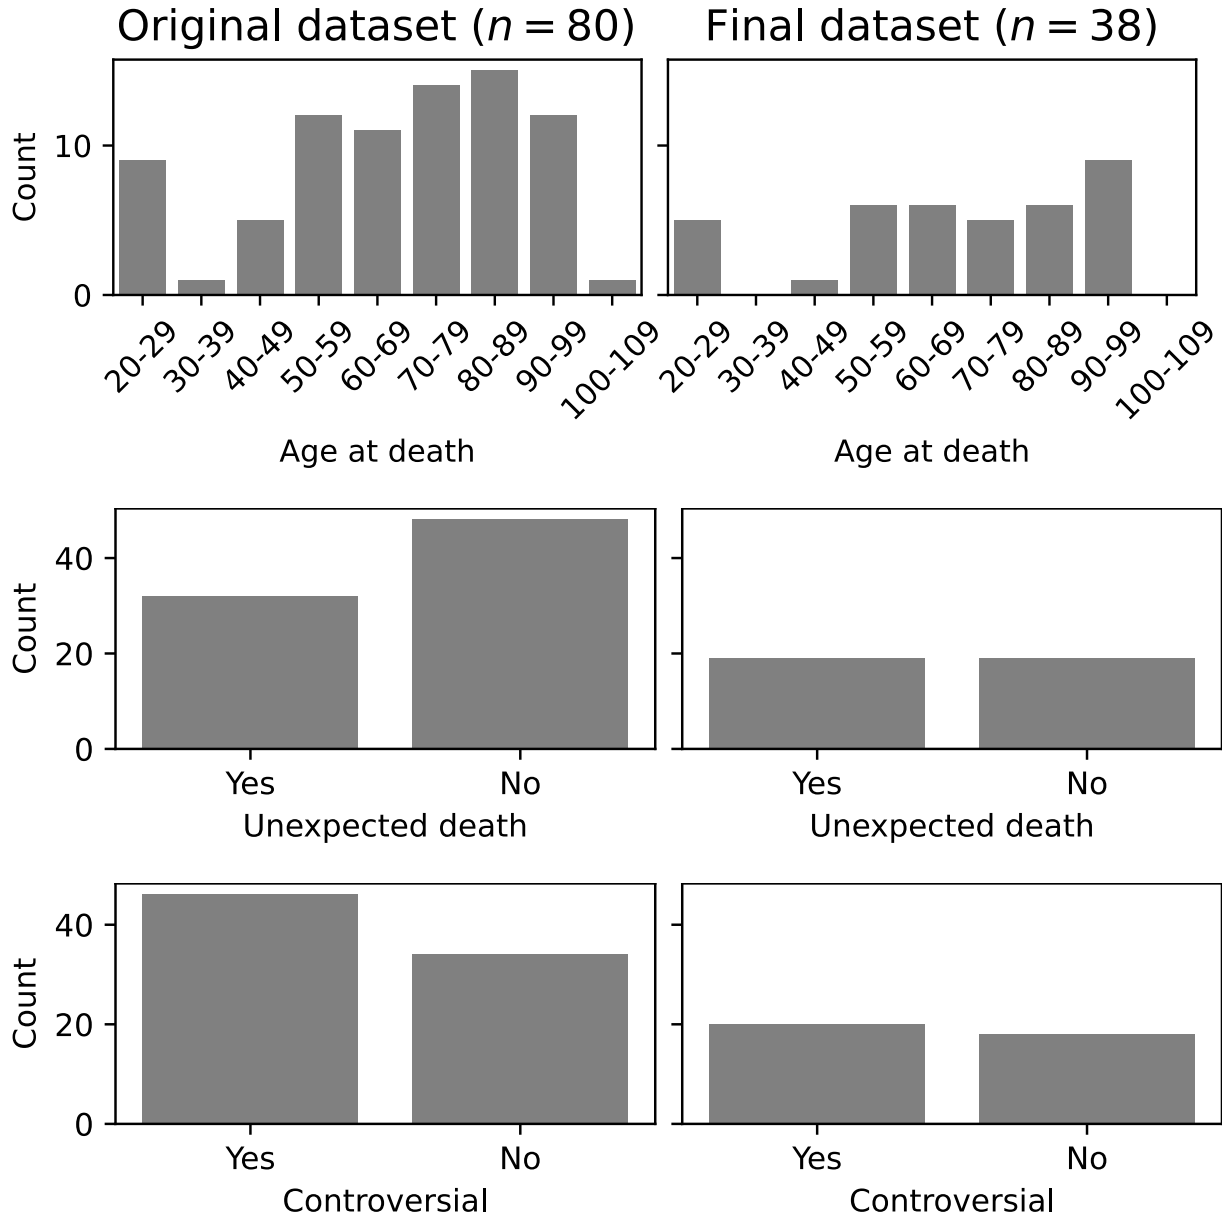 Original dataset (n = 80)
Final dataset (n = 38)
Count
10
0
20-29
30-39
40-49
50-59
60-69
70-79
80-89
90-99
100-109
20-29
30-39
40-49
50-59
60-69
70-79
80-89
90-99
100-109
Age at death
Age at death
Count
40
20
0
Yes
No
Yes
No
Unexpected death
Unexpected death
Count
40
20
0
Yes
No
Yes
No
Controversial
Controversial